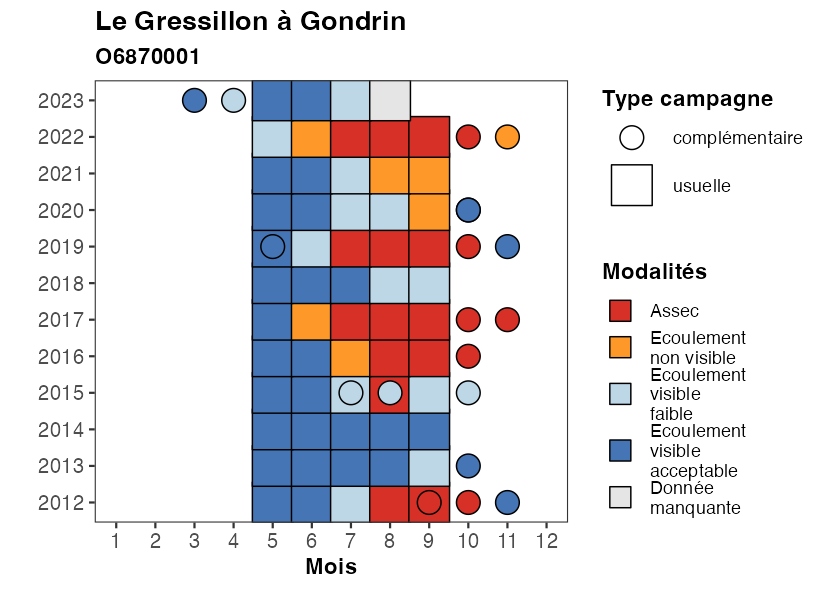 Le Gressillon à Gondrin
O6870001
2023
2022
2021
2020
2019
2018
2017
2016
2015
2014
2013
2012
1 2 3 4 5 6 7 8 9 10 11 12
Mois
Type campagne
complémentaire
usuelle
Modalités
Assec
Ecoulement
non visible
Ecoulement
visible
faible
Ecoulement
visible
acceptable
Donnée
manquante